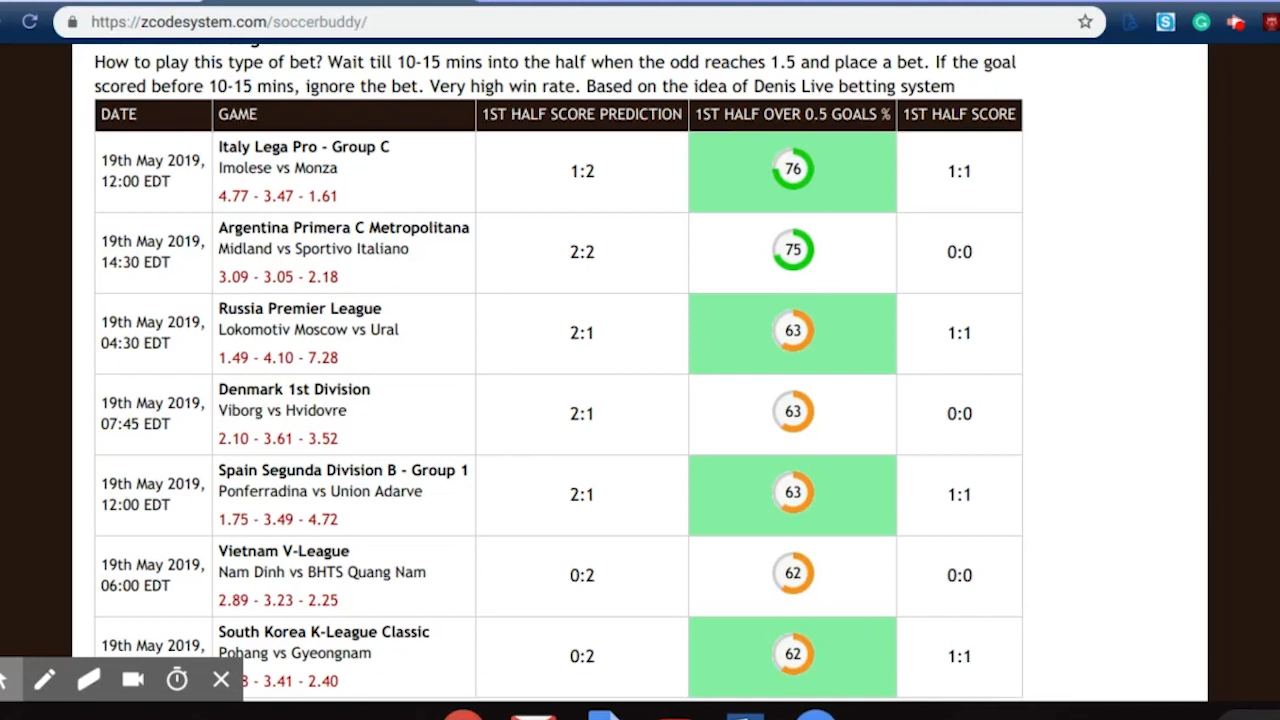 https://zcodesystem.com/soccerbuddy/
How to play this type of bet? Wait till 10-15 mins into the half when the odd reaches 1.5 and place a bet. If the goal
scored before 10-15 mins, ignore the bet. Very high win rate. Based on the idea of Denis Live betting system
DATE GAME 1ST HALF SCORE PREDICTION 1ST HALF OVER 0.5 GOALS % 1ST HALF SCORE
19th May 2019,
12:00 EDT
Italy Lega Pro - Group C
Imolese vs Monza
4.77 - 3.47 - 1.61
1:2
76
1:1
19th May 2019,
14:30 EDT
Argentina Primera C Metropolitana
Midland vs Sportivo Italiano
3.09 - 3.05 - 2.18
2:2
75
0:0
19th May 2019,
04:30 EDT
Russia Premier League
Lokomotiv Moscow vs Ural
1.49 - 4.10 - 7.28
2:1
63
1:1
19th May 2019,
07:45 EDT
Denmark 1st Division
Viborg vs Hvidovre
2.10 - 3.61 - 3.52
2:1
63
0:0
19th May 2019,
12:00 EDT
Spain Segunda Division B - Group 1
Ponferradina vs Union Adarve
1.75 - 3.49 - 4.72
2:1
63
1:1
19th May 2019,
06:00 EDT
Vietnam V-League
Nam Dinh vs BHTS Quang Nam
2.89 - 3.23 - 2.25
0:2
62
0:0
19th May 2019,
South Korea K-League Classic
Pohang vs Gyeongnam
8 - 3.41 - 2.40
0:2
62
1:1